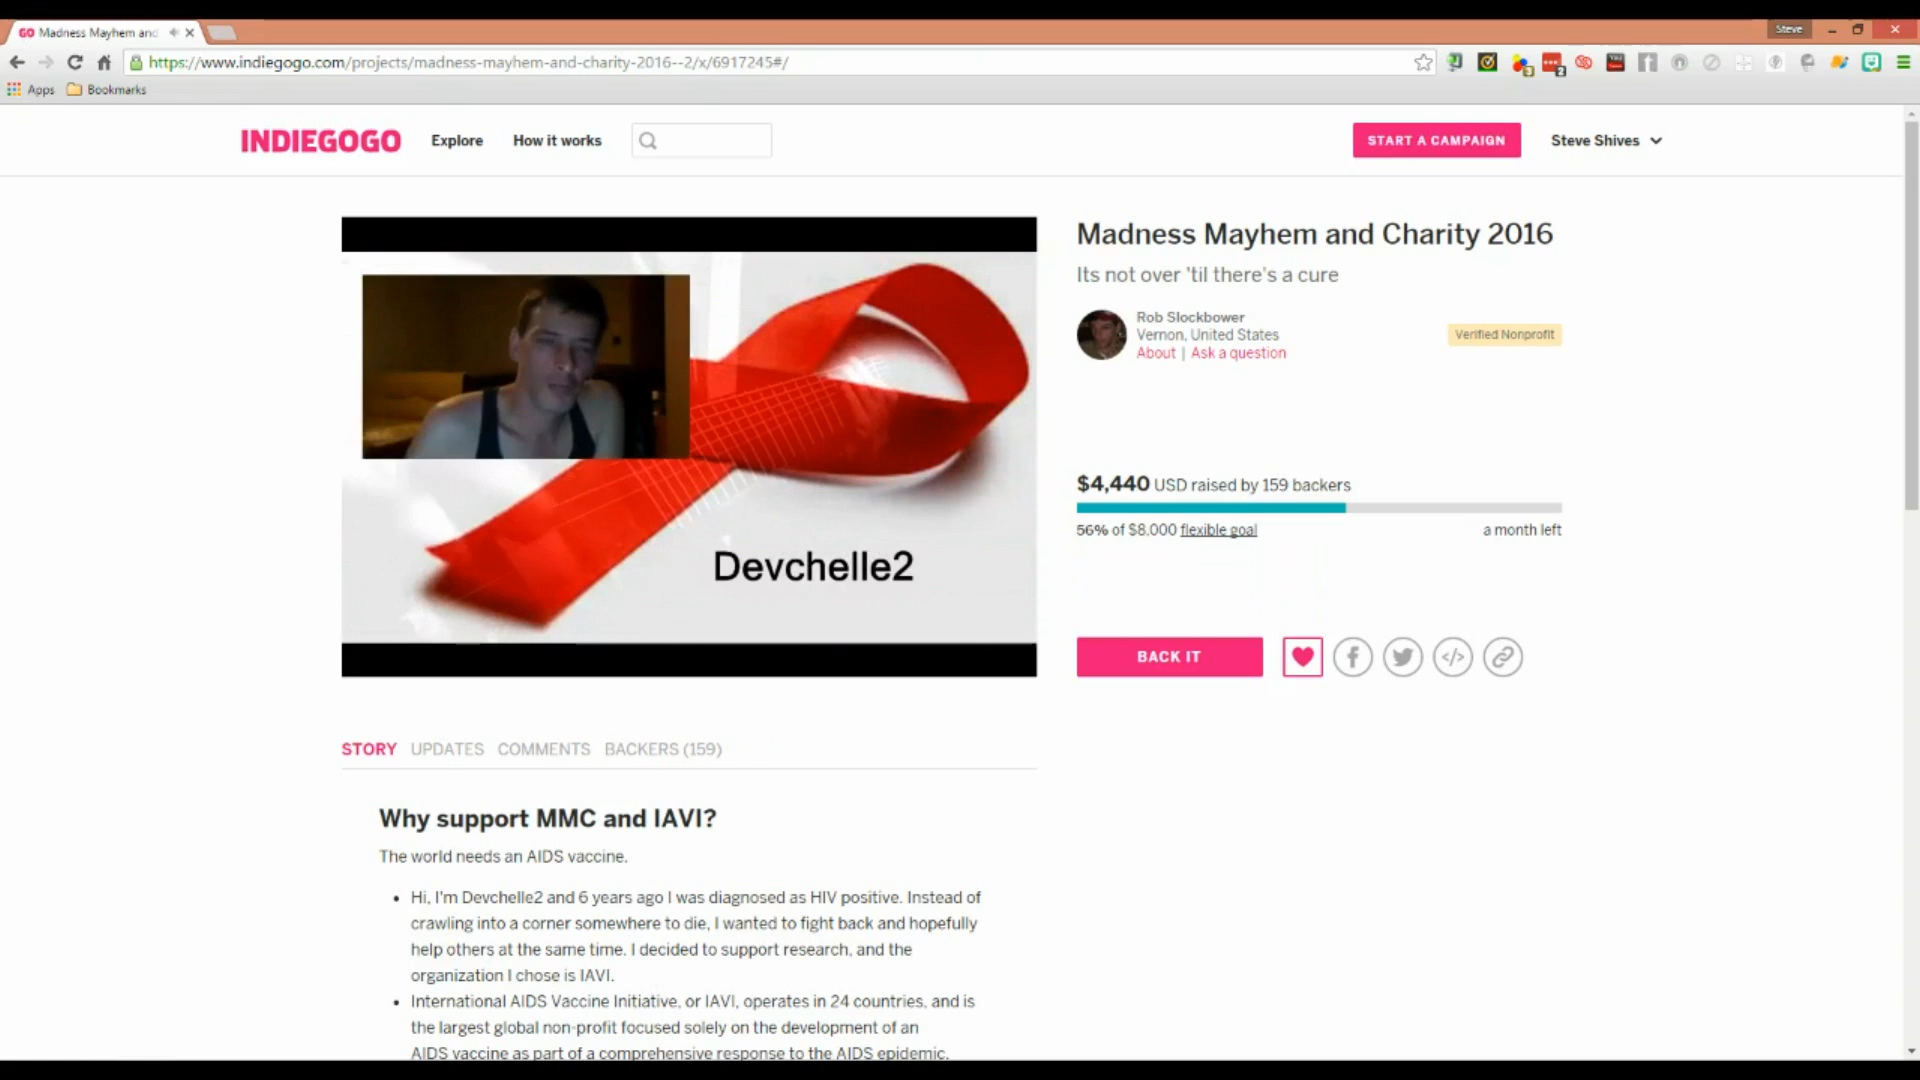 GO Madness Mayhem and
Steve
https://www.indiegogo.com/projects/madness-mayhem-and-charity-2016--2/x/6917245#/
Apps Bookmarks
INDIEGOGO Explore How it works START A CAMPAIGN Steve Shives
Madness Mayhem and Charity 2016
Its not over 'til there's a cure
Rob Slockbower
Vernon, United States
Verified Nonprofit
About | Ask a question
$4,440 USD raised by 159 backers
56% of $8,000 flexible goal a month left
Devchelle2
BACK IT
STORY UPDATES COMMENTS BACKERS (159)
Why support MMC and IAVI?
The world needs an AIDS vaccine.
• Hi, I'm Devchelle2 and 6 years ago I was diagnosed as HIV positive. Instead of
crawling into a corner somewhere to die, I wanted to fight back and hopefully
help others at the same time. I decided to support research, and the
organization I chose is IAVI.
• International AIDS Vaccine Initiative, or IAVI, operates in 24 countries, and is
the largest global non-profit focused solely on the development of an
AIDS vaccine as part of a comprehensive response to the AIDS epidemic.